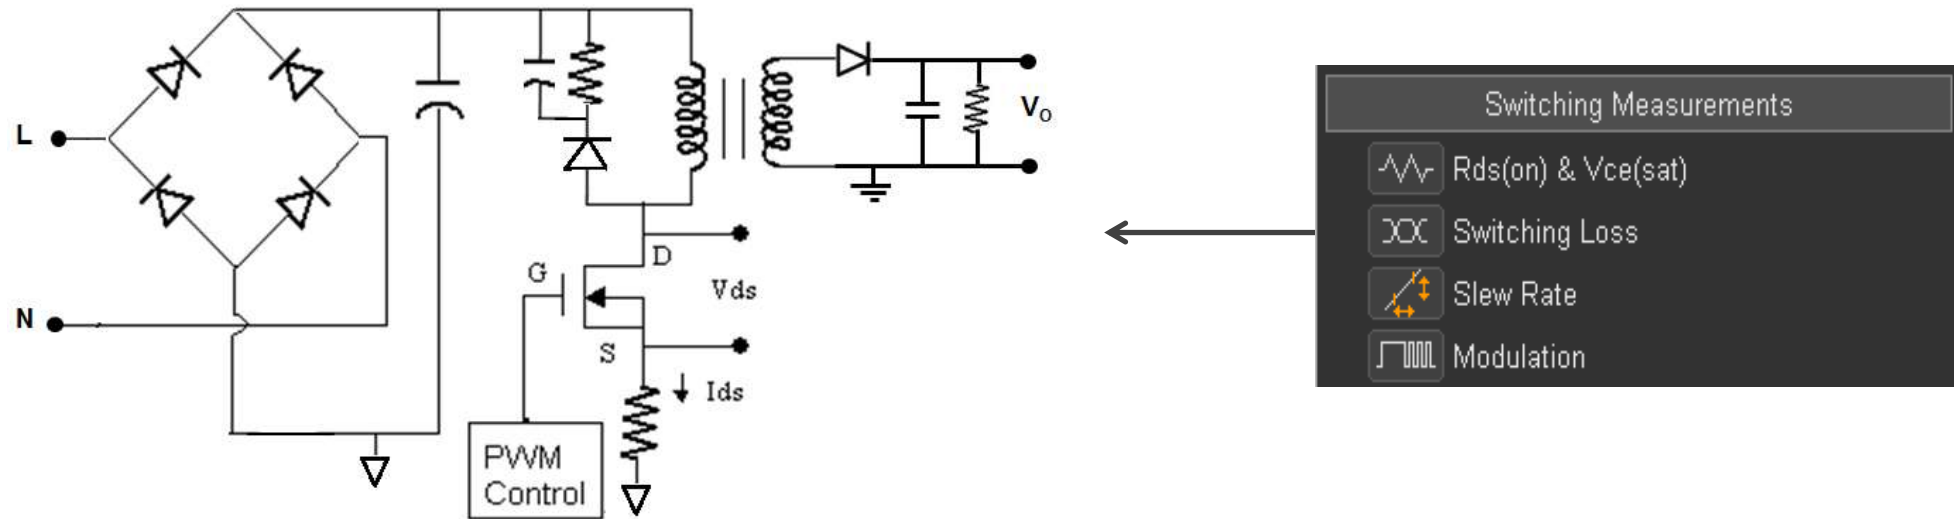 L
N
G
D
S
Vds
Ids
PWM
Control
Vo
Switching Measurements
Rds(on) & Vce(sat)
Switching Loss
Slew Rate
Modulation